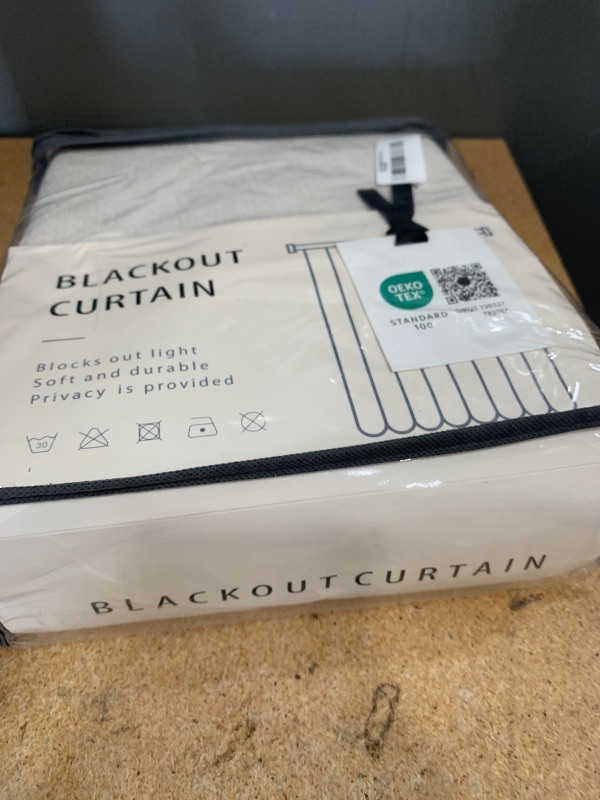 BLACKOUT
CURTAIN
Blocks out light
Soft and durable
Privacy is provided
30
OEKO
TEX®
STANDARD
100
BLACKOUT CURTAIN